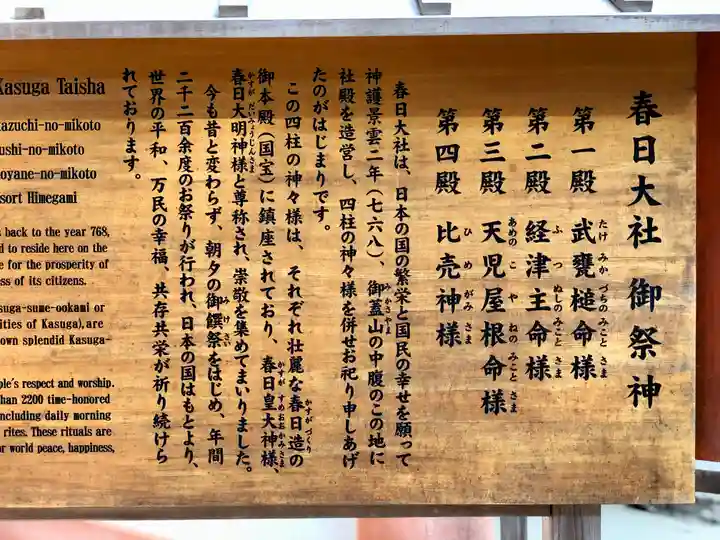 春日大社 御祭神
第一殿 武甕槌命様
第二殿 経津主命様
第三殿 天児屋根命様
第四殿 比売神様
春日大社は、日本の国の繁栄と国民の幸せを願って
神護景雲二年(七六八)、御蓋山の中腹のこの地に
社殿を造営し、四柱の神々様を併せお祀り申しあげ
たのがはじまりです。
この四柱の神々様は、それぞれ壮麗な春日造の
御本殿(国宝)に鎮座されており、春日皇大神様、
春日大明神様と尊称され、崇敬を集めてまいりました。
今も昔と変わらず、朝夕の御饌祭をはじめ、年間
二千二百余度のお祭りが行われ、日本の国はもとより、
世界の平和、万民の幸福、共存共栄が祈り続けら
れております。
Kasuga Taisha
azuchi-no-mikoto
ushi-no-mikoto
oyane-no-mikoto
sort Himegami
s back to the year 768,
d to reside here on the
e for the prosperity of
ess of its citizens.
suga-sume-ookami or
ities of Kasuga), are
own splendid Kasuga-
ple's respect and worship.
han 2200 time-honored
including daily morning
rites. These rituals are
or world peace, happiness,